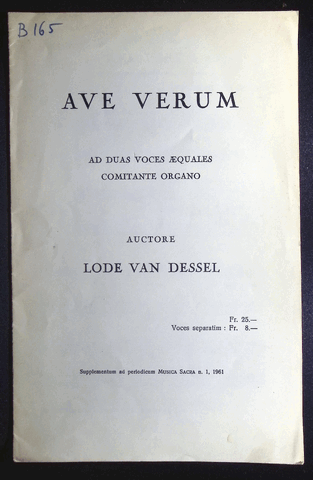 B 165
AVE VERUM
AD DUAS VOCES ÆQUALES
COMITANTE ORGANO
AUCTORE
LODE VAN DESSEL
Fr. 25.—
Voces separatim : Fr. 8.—
Supplementum ad periodicum MUSICA SACRA n. 1, 1961